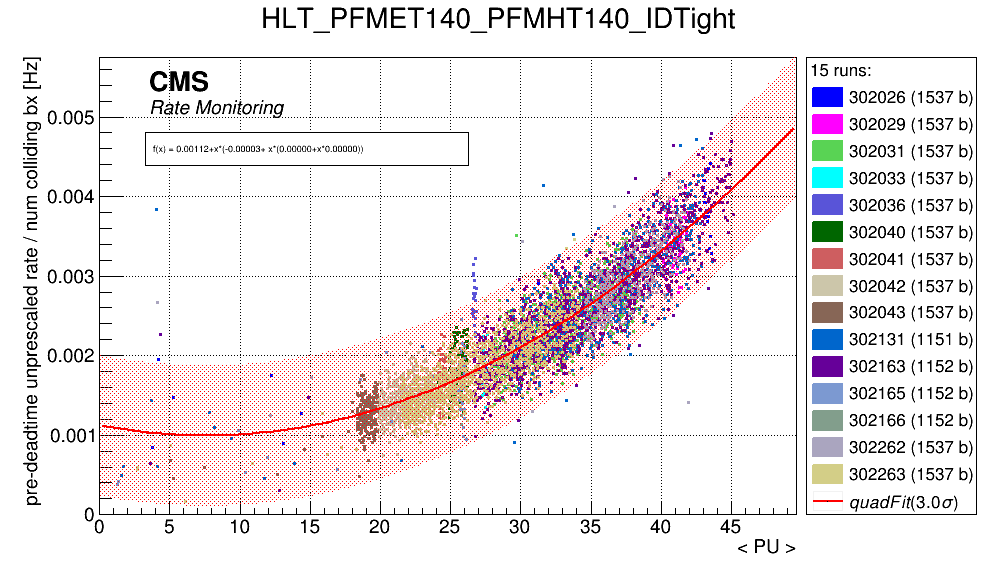 HLT_PFMET140_PFMHT140_IDTight
pre-deadtime unprescaled rate / num colliding bx [Hz]
CMS
Rate Monitoring
f(x) = 0.00112+x*(-0.00003+ x*(0.00000+x*0.00000))
0.005
0.004
0.003
0.002
0.001
0
0 5 10 15 20 25 30 35 40 45
< PU >
15 runs:
302026 (1537 b)
302029 (1537 b)
302031 (1537 b)
302033 (1537 b)
302036 (1537 b)
302040 (1537 b)
302041 (1537 b)
302042 (1537 b)
302043 (1537 b)
302131 (1151 b)
302163 (1152 b)
302165 (1152 b)
302166 (1152 b)
302262 (1537 b)
302263 (1537 b)
quadFit(3.0σ)